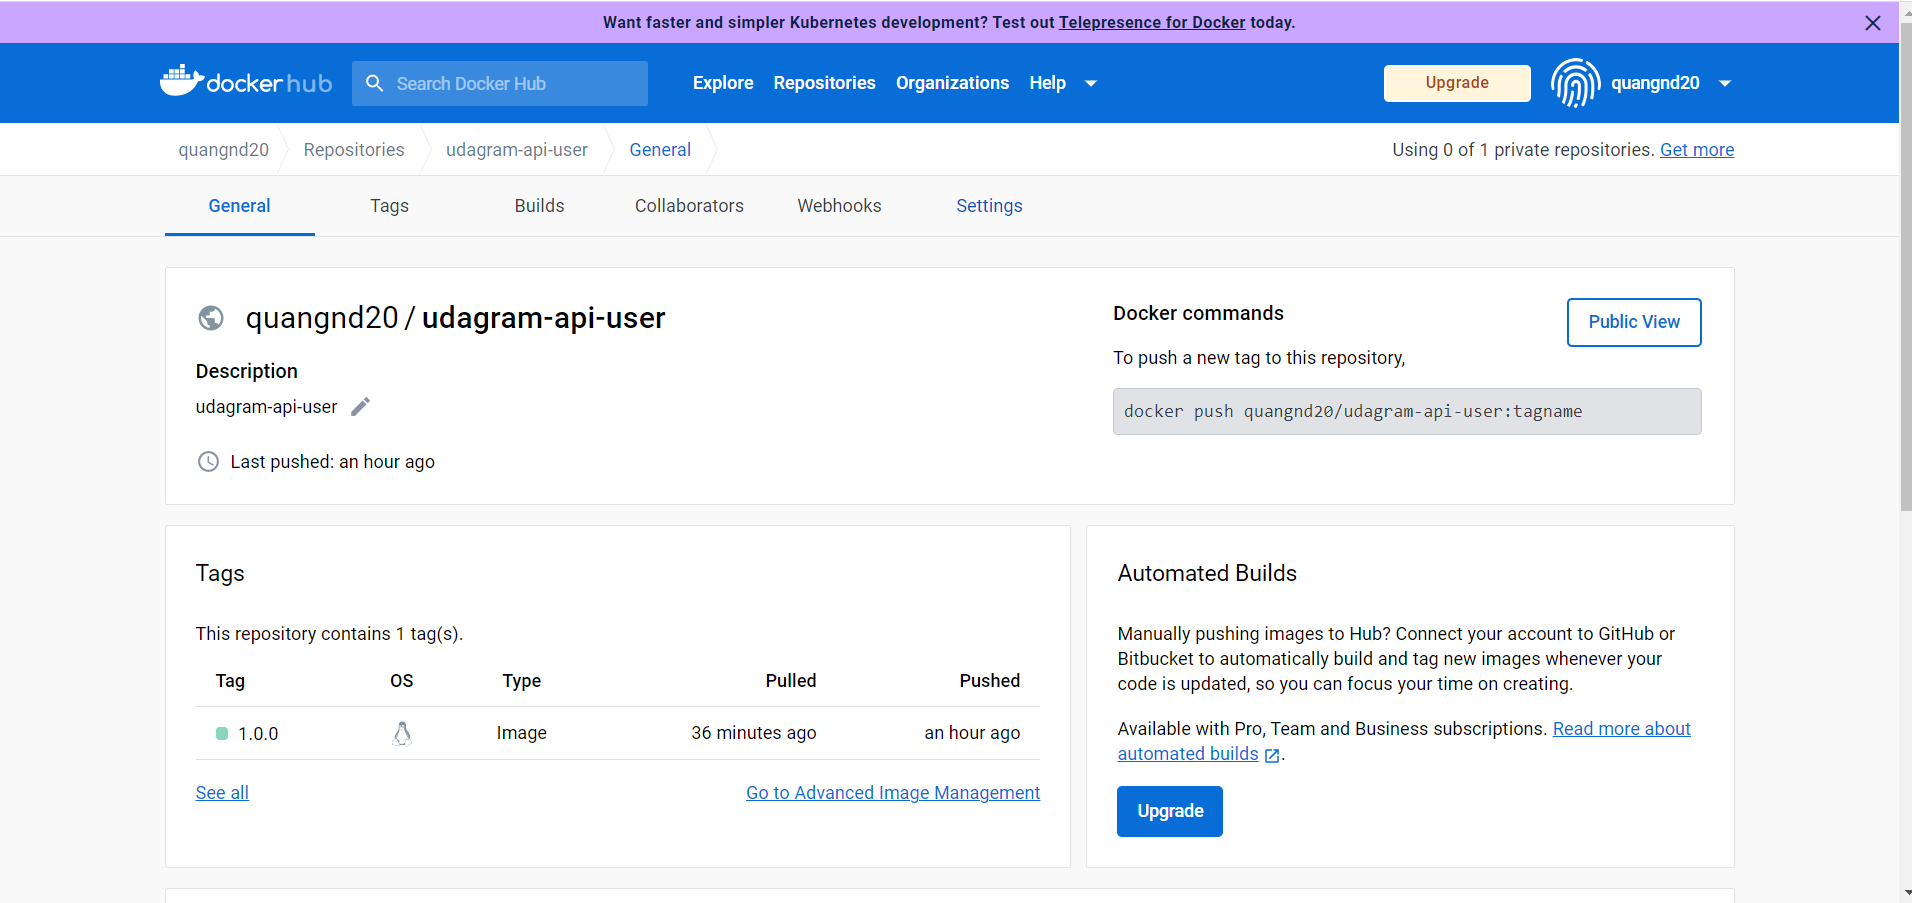 Want faster and simpler Kubernetes development? Test out Telepresence for Docker today.
docker hub
Search Docker Hub
Explore
Repositories
Organizations
Help
Upgrade
quangnd20
quangnd20
Repositories
udagram-api-user
General
Using 0 of 1 private repositories. Get more
General
Tags
Builds
Collaborators
Webhooks
Settings
quangnd20 / udagram-api-user
Description
udagram-api-user
Last pushed: an hour ago
Docker commands
Public View
To push a new tag to this repository,
docker push quangnd20/udagram-api-user:tagname
Tags
This repository contains 1 tag(s).
Tag OS Type Pulled Pushed
1.0.0 Image 36 minutes ago an hour ago
See all
Go to Advanced Image Management
Automated Builds
Manually pushing images to Hub? Connect your account to GitHub or
Bitbucket to automatically build and tag new images whenever your
code is updated, so you can focus your time on creating.
Available with Pro, Team and Business subscriptions. Read more about
automated builds .
Upgrade